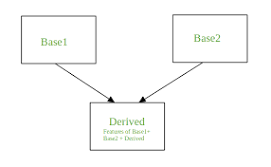 Base1
Base2
Derived
Features of Base1+
Base2 + Derived